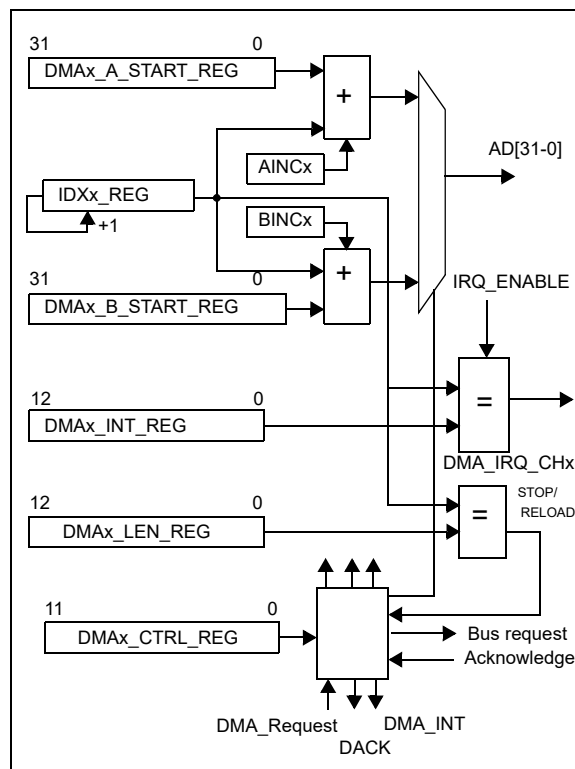 31 0
DMAx_A_START_REG
+
AD[31-0]
AINCx
IDXx_REG
+1
BINCx
31 0
+
IRQ_ENABLE
DMAx_B_START_REG
12 0
=
DMAx_INT_REG
DMA_IRQ_CHx
12 0
STOP/
RELOAD
=
DMAx_LEN_REG
11 0
DMAx_CTRL_REG
Bus request
Acknowledge
DMA_Request
DMA_INT
DACK